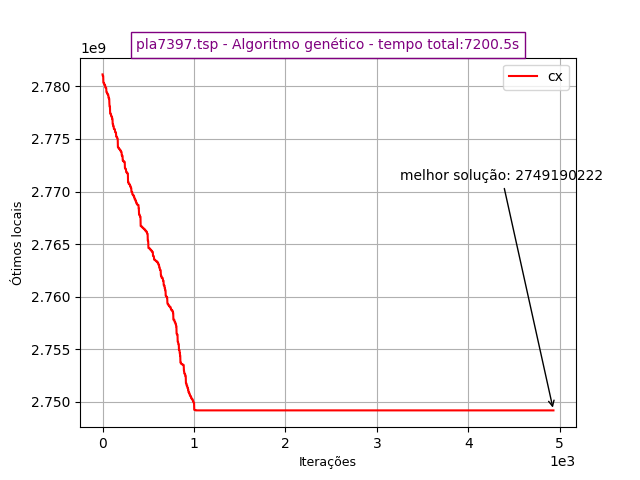 pla7397.tsp - Algoritmo genético - tempo total:7200.5s
1e9
cx
2.780
2.775
2.770
2.765
2.760
2.755
2.750
melhor solução: 2749190222
Ótimos locais
0 1 2 3 4 5
1e3
Iterações